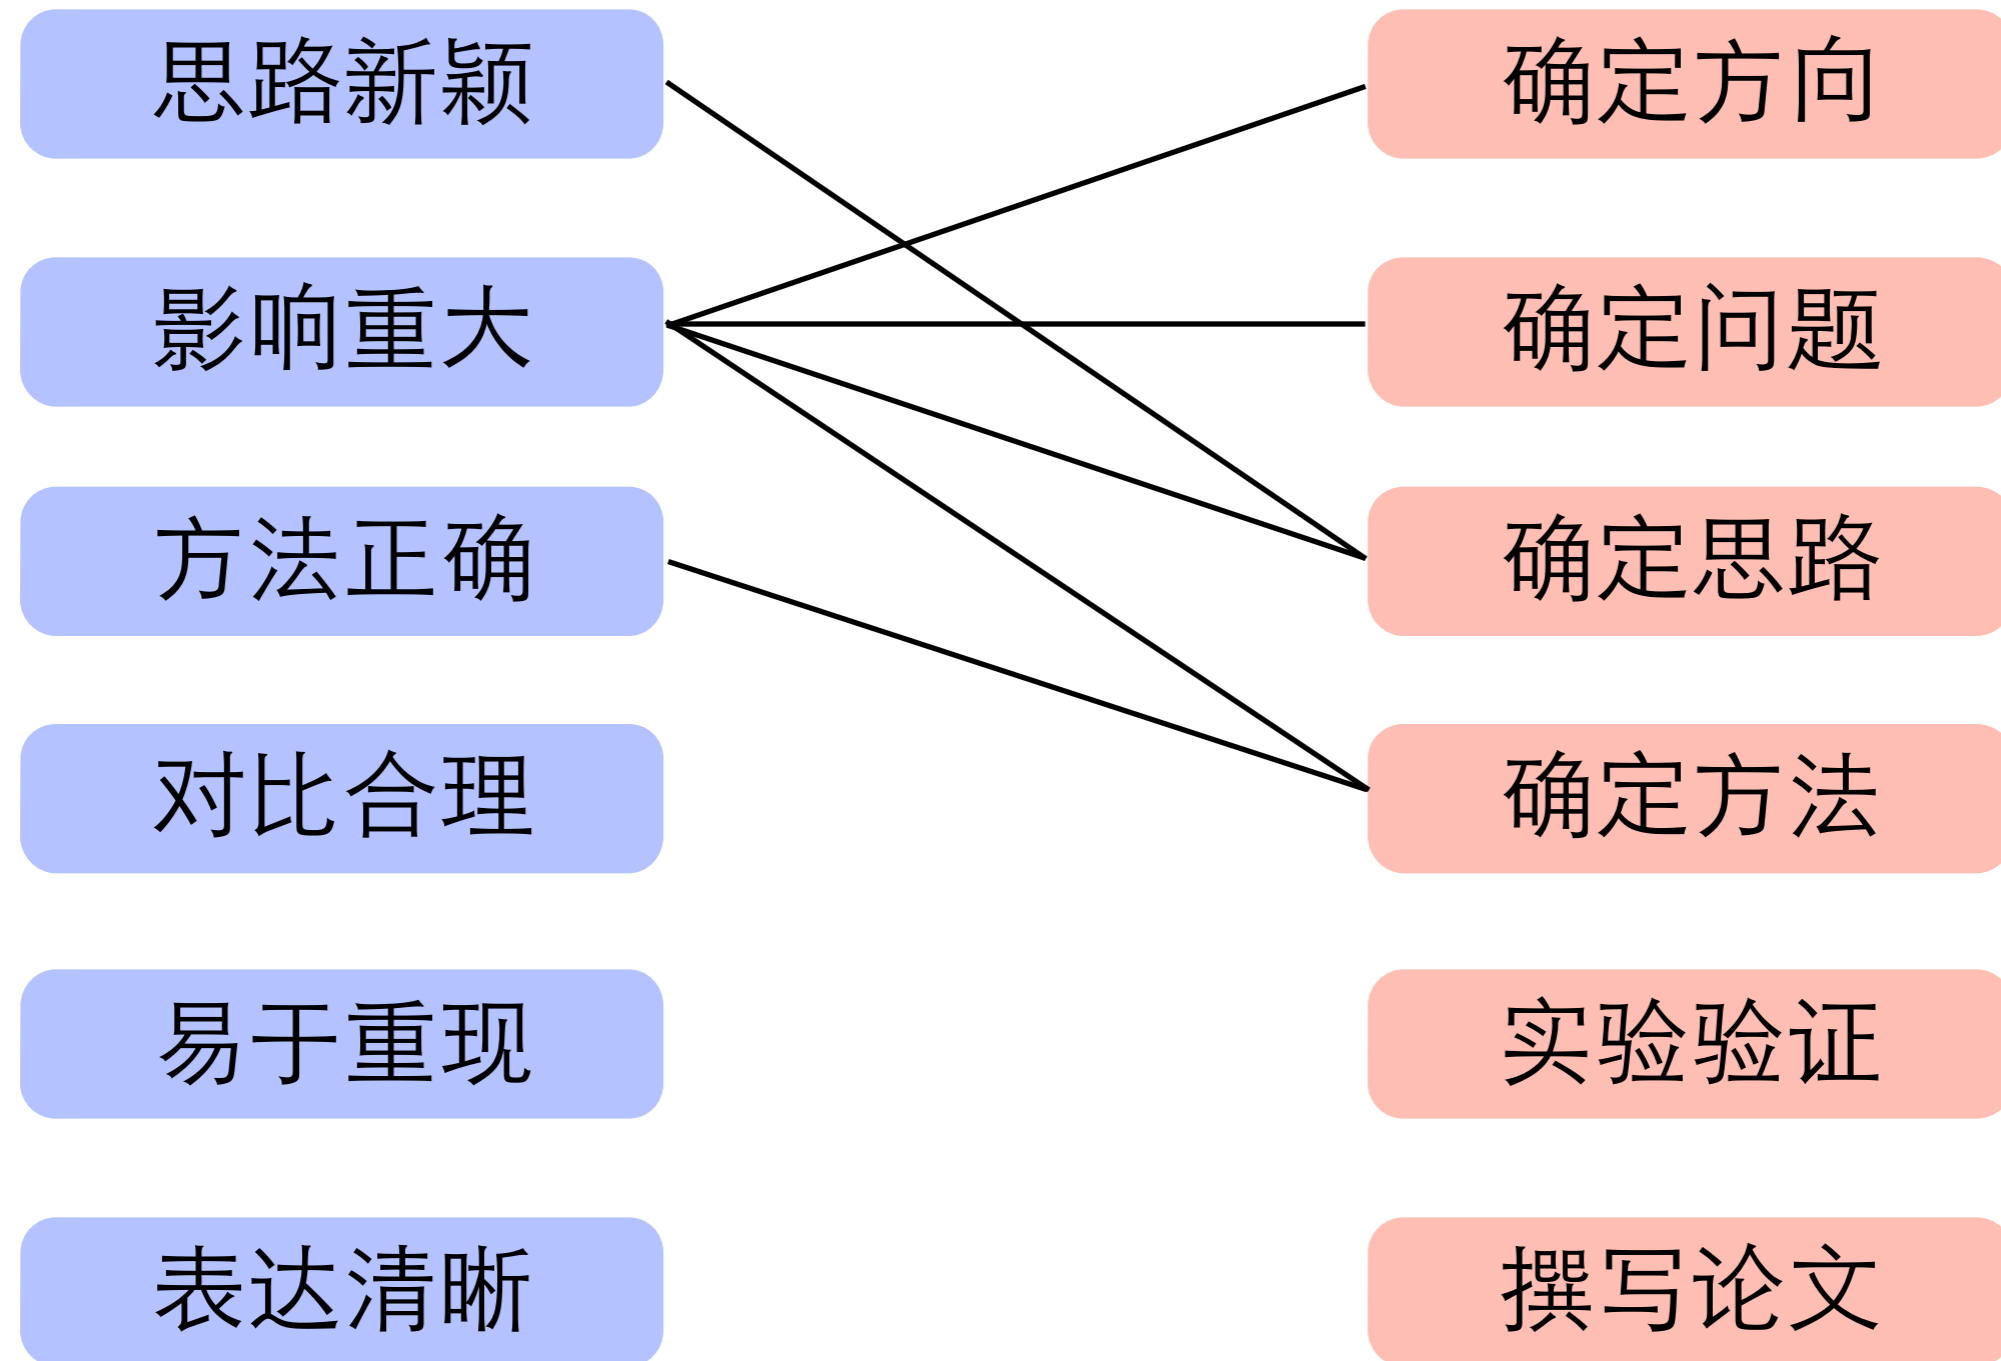 思路新颖
确定方向
影响重大
确定问题
方法正确
确定思路
对比合理
确定方法
易于重现
实验验证
表达清晰
撰写论文